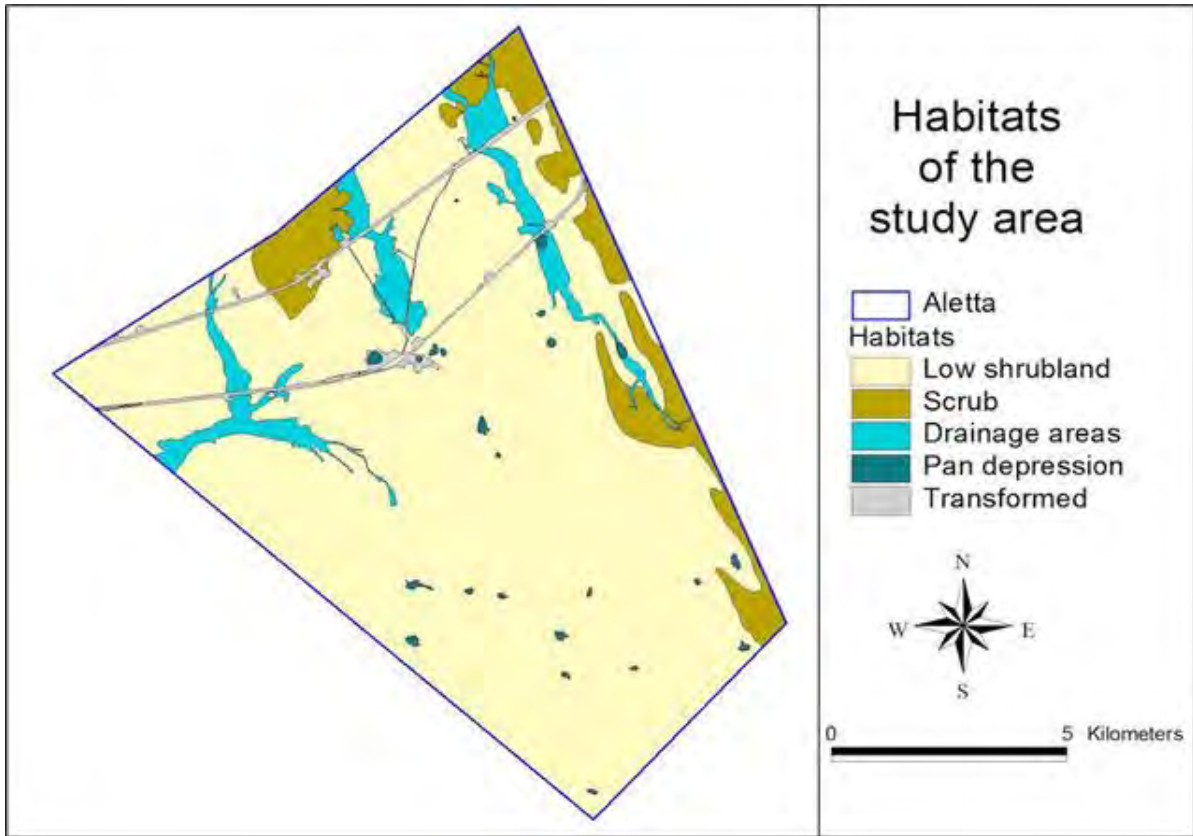 Habitats
of the
study area
Aletta
Habitats
Low shrubland
Scrub
Drainage areas
Pan depression
Transformed
N
W E
S
0 5 Kilometers